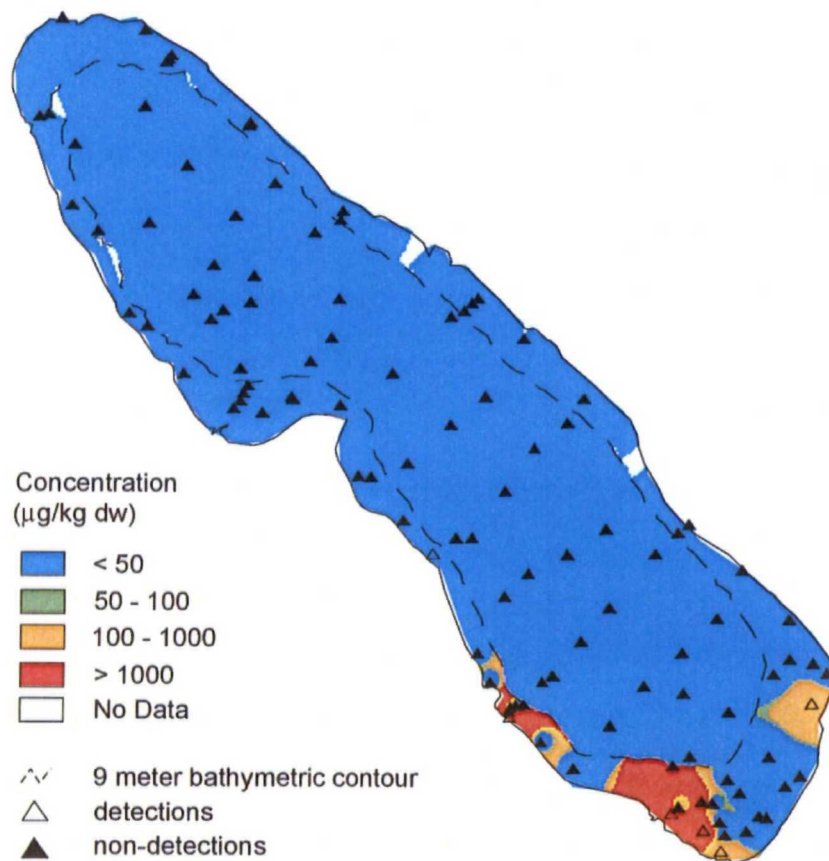 Concentration
(µg/kg dw)
< 50
50 - 100
100 - 1000
> 1000
No Data
9 meter bathymetric contour
detections
non-detections